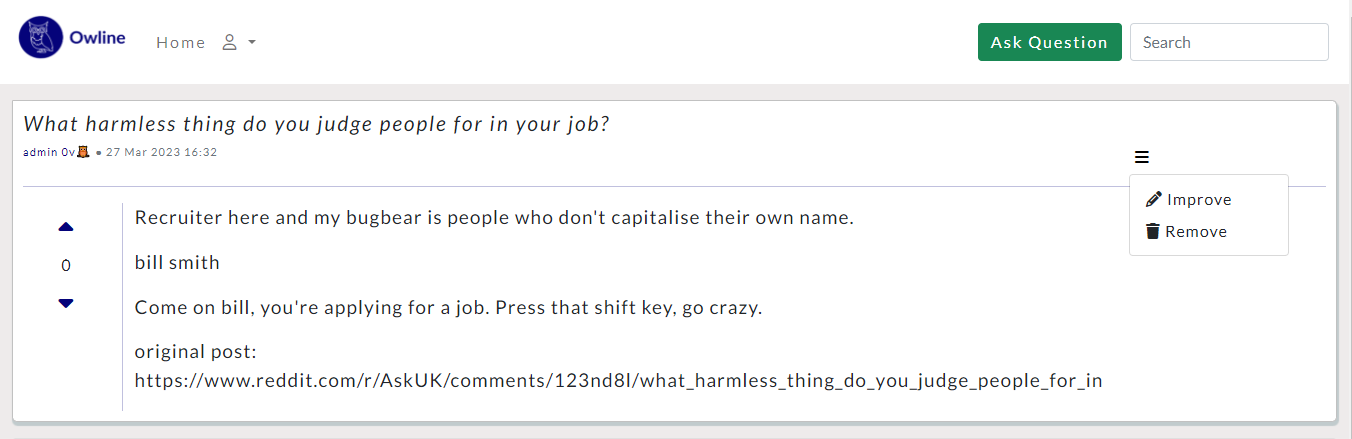 Owline Home Ask Question Search
What harmless thing do you judge people for in your job?
admin 0v • 27 Mar 2023 16:32
Improve
Remove
Recruiter here and my bugbear is people who don't capitalise their own name.
0
bill smith
Come on bill, you're applying for a job. Press that shift key, go crazy.
original post:
https://www.reddit.com/r/AskUK/comments/123nd8l/what_harmless_thing_do_you_judge_people_for_in